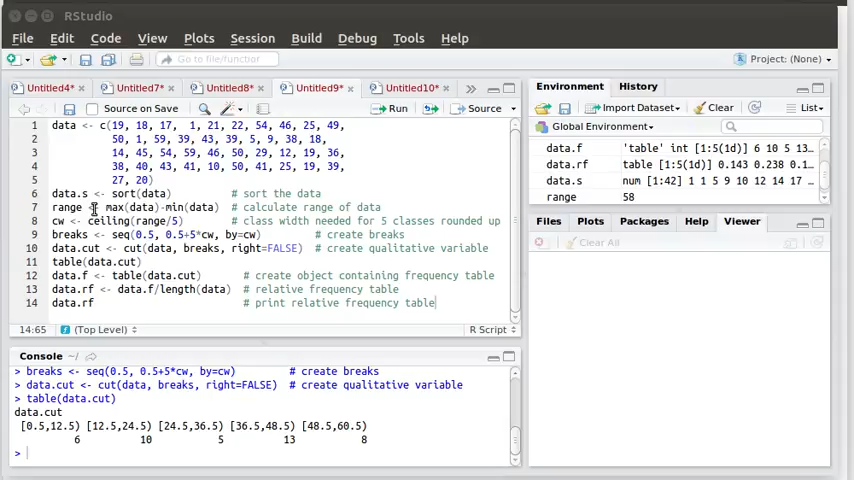 RStudio
File Edit Code View Plots Session Build Debug Tools Help
Go to file/function
Project: (None)
Untitled4* Untitled7* Untitled8* Untitled9* Untitled10*
Source on Save Run Source
1 data <- c(19, 18, 17, 1, 21, 22, 54, 46, 25, 49,
2 50, 1, 59, 39, 43, 39, 5, 9, 38, 18,
3 14, 45, 54, 59, 46, 50, 29, 12, 19, 36,
4 38, 40, 43, 41, 10, 50, 41, 25, 19, 43,
5 27, 20)
6 data.s <- sort(data) # sort the data
7 range <- max(data)-min(data) # calculate range of data
8 cw <- ceiling(range/5) # class width needed for 5 classes rounded up
9 breaks <- seq(0.5, 0.5+5*cw, by=cw) # create breaks
10 data.cut <- cut(data, breaks, right=FALSE) # create qualitative variable
11 table(data.cut)
12 data.f <- table(data.cut) # create object containing frequency table
13 data.rf <- data.f/length(data) # relative frequency table
14 data.rf # print relative frequency table
14:65 (Top Level) R Script
Console ~/
> breaks <- seq(0.5, 0.5+5*cw, by=cw) # create breaks
> data.cut <- cut(data, breaks, right=FALSE) # create qualitative variable
> table(data.cut)
data.cut
[0.5,12.5) [12.5,24.5) [24.5,36.5) [36.5,48.5) [48.5,60.5)
6 10 5 13 8
>
Environment History
Import Dataset Clear List
Global Environment
data.f 'table' int [1:5(1d)] 6 10 5 13…
data.rf table [1:5(1d)] 0.143 0.238 0.1…
data.s num [1:42] 1 1 5 9 10 12 14 17 …
range 58
Files Plots Packages Help Viewer
Clear All